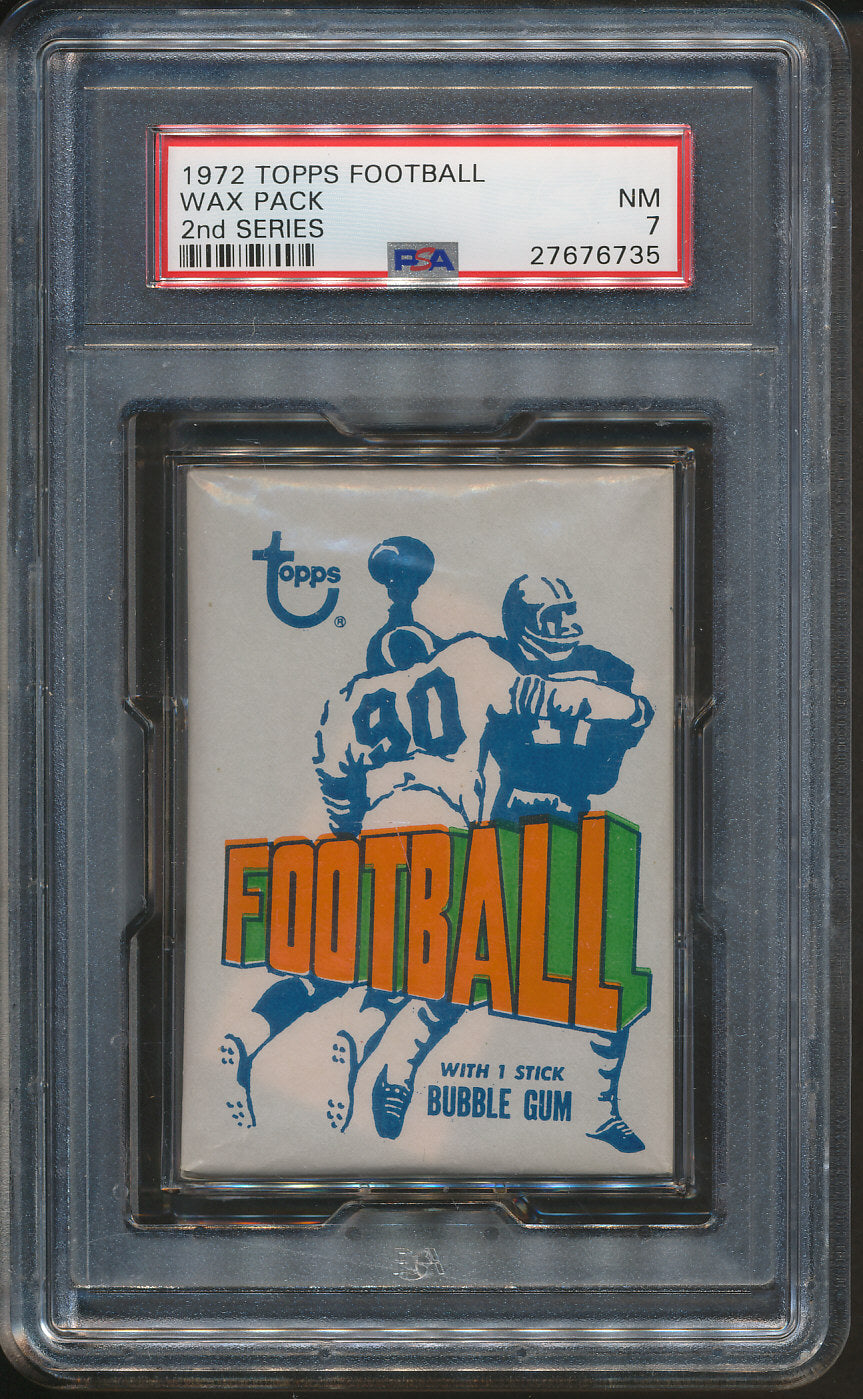 1972 TOPPS FOOTBALL
WAX PACK NM
2nd SERIES 7
PSA 27676735
Topps ®
90
FOOTBALL
WITH 1 STICK
BUBBLE GUM